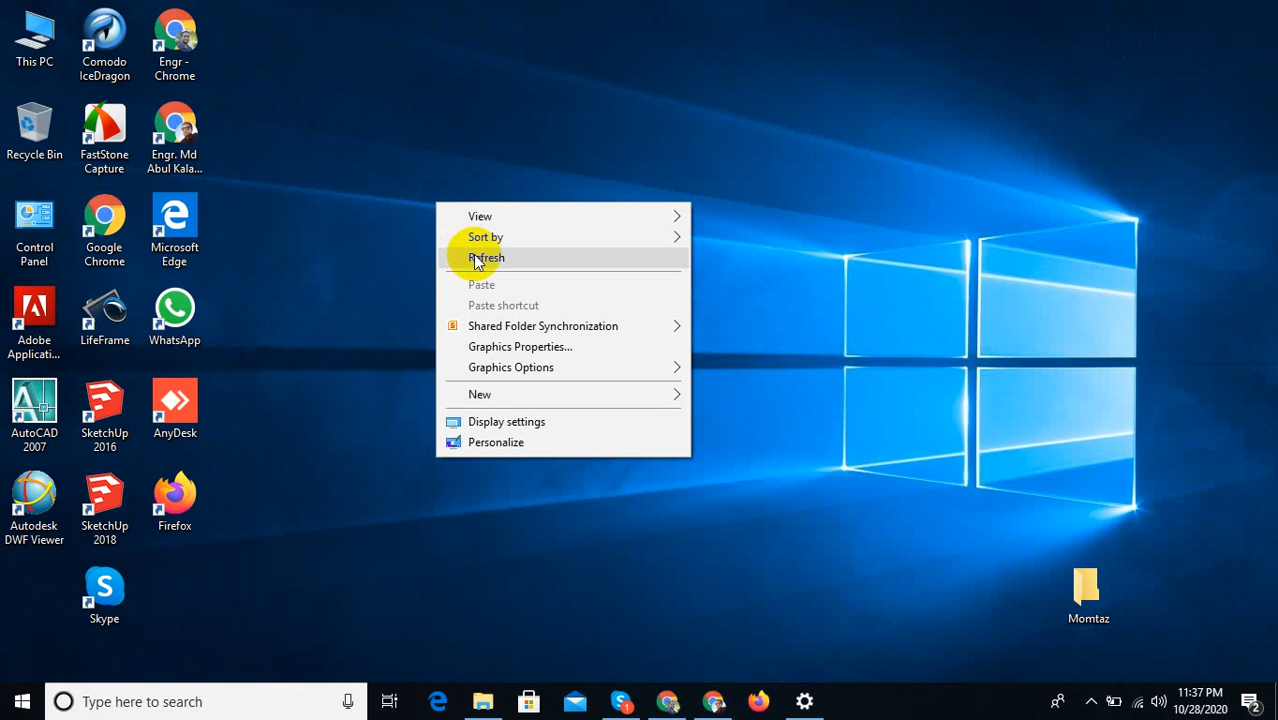 This PC
Comodo
IceDragon
Engr -
Chrome
Recycle Bin
FastStone
Capture
Engr. Md
Abul Kala...
Control
Panel
Google
Chrome
Microsoft
Edge
Adobe
Applicati...
LifeFrame
WhatsApp
AutoCAD
2007
SketchUp
2016
AnyDesk
Autodesk
DWF Viewer
SketchUp
2018
Firefox
Skype
View
Sort by
Refresh
Paste
Paste shortcut
Shared Folder Synchronization
Graphics Properties...
Graphics Options
New
Display settings
Personalize
Momtaz
Type here to search
1
11:37 PM
10/28/2020
2